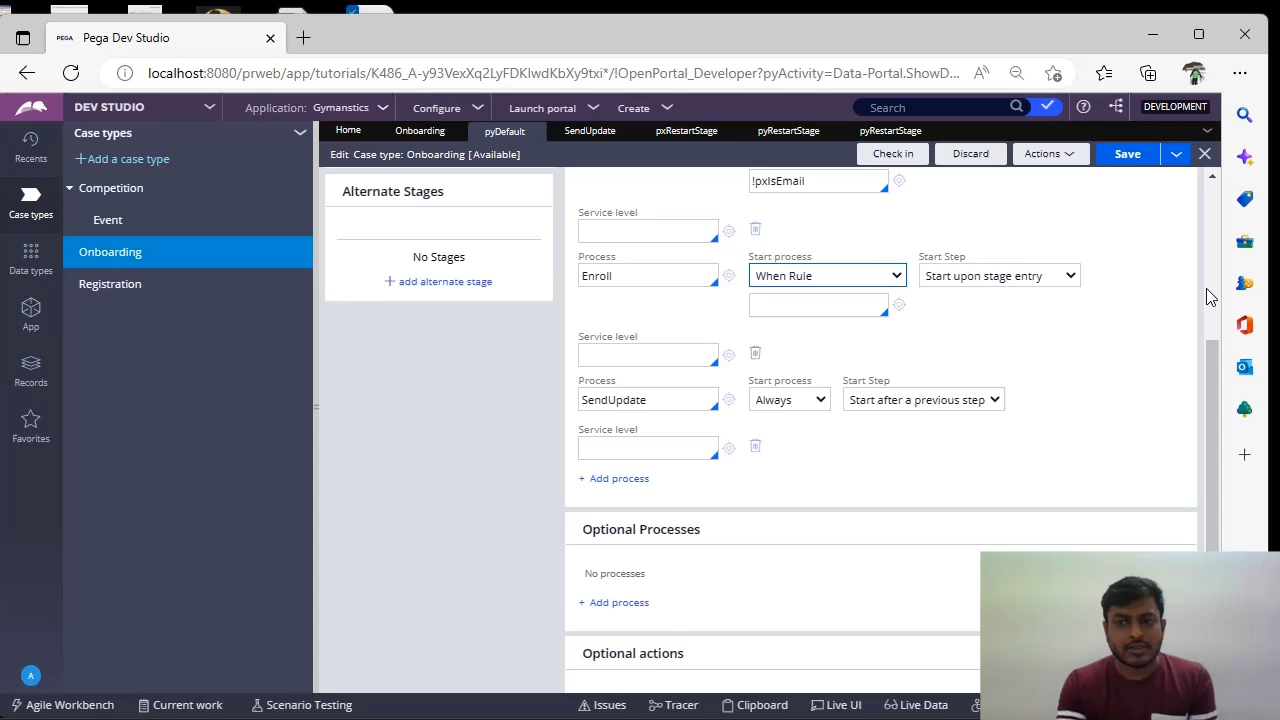 PEGA Pega Dev Studio
localhost:8080/prweb/app/tutorials/K486_A-y93VexXq2LyFDKIwdKbXy9txi*/!OpenPortal_Developer?pyActivity=Data-Portal.ShowD...
DEV STUDIO Application: Gymanstics Configure Launch portal Create Search DEVELOPMENT
Recents
Case types
Data types
App
Records
Favorites
A
Case types
+Add a case type
Competition
Event
Onboarding
Registration
Home Onboarding pyDefault SendUpdate pxRestartStage pyRestartStage pyRestartStage
Edit Case type: Onboarding [Available] Check in Discard Actions Save
Alternate Stages
No Stages
+ add alternate stage
!pxIsEmail
Service level
Process Start process Start Step
Enroll When Rule Start upon stage entry
Service level
Process Start process Start Step
SendUpdate Always Start after a previous step
Service level
+ Add process
Optional Processes
No processes
+ Add process
Optional actions
Agile Workbench Current work Scenario Testing Issues Tracer Clipboard Live UI Live Data